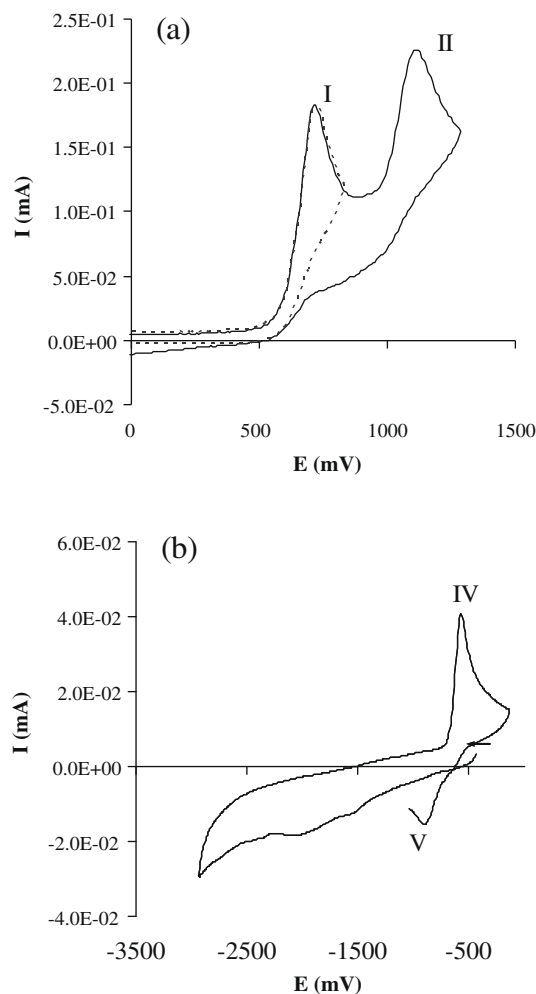 (a)
I
II
2.5E-01
2.0E-01
1.5E-01
1.0E-01
5.0E-02
0.0E+00
-5.0E-02
I (mA)
0
500
1000
1500
E (mV)
(b)
IV
V
6.0E-02
4.0E-02
2.0E-02
0.0E+00
-2.0E-02
-4.0E-02
I (mA)
-3500
-2500
-1500
-500
E (mV)